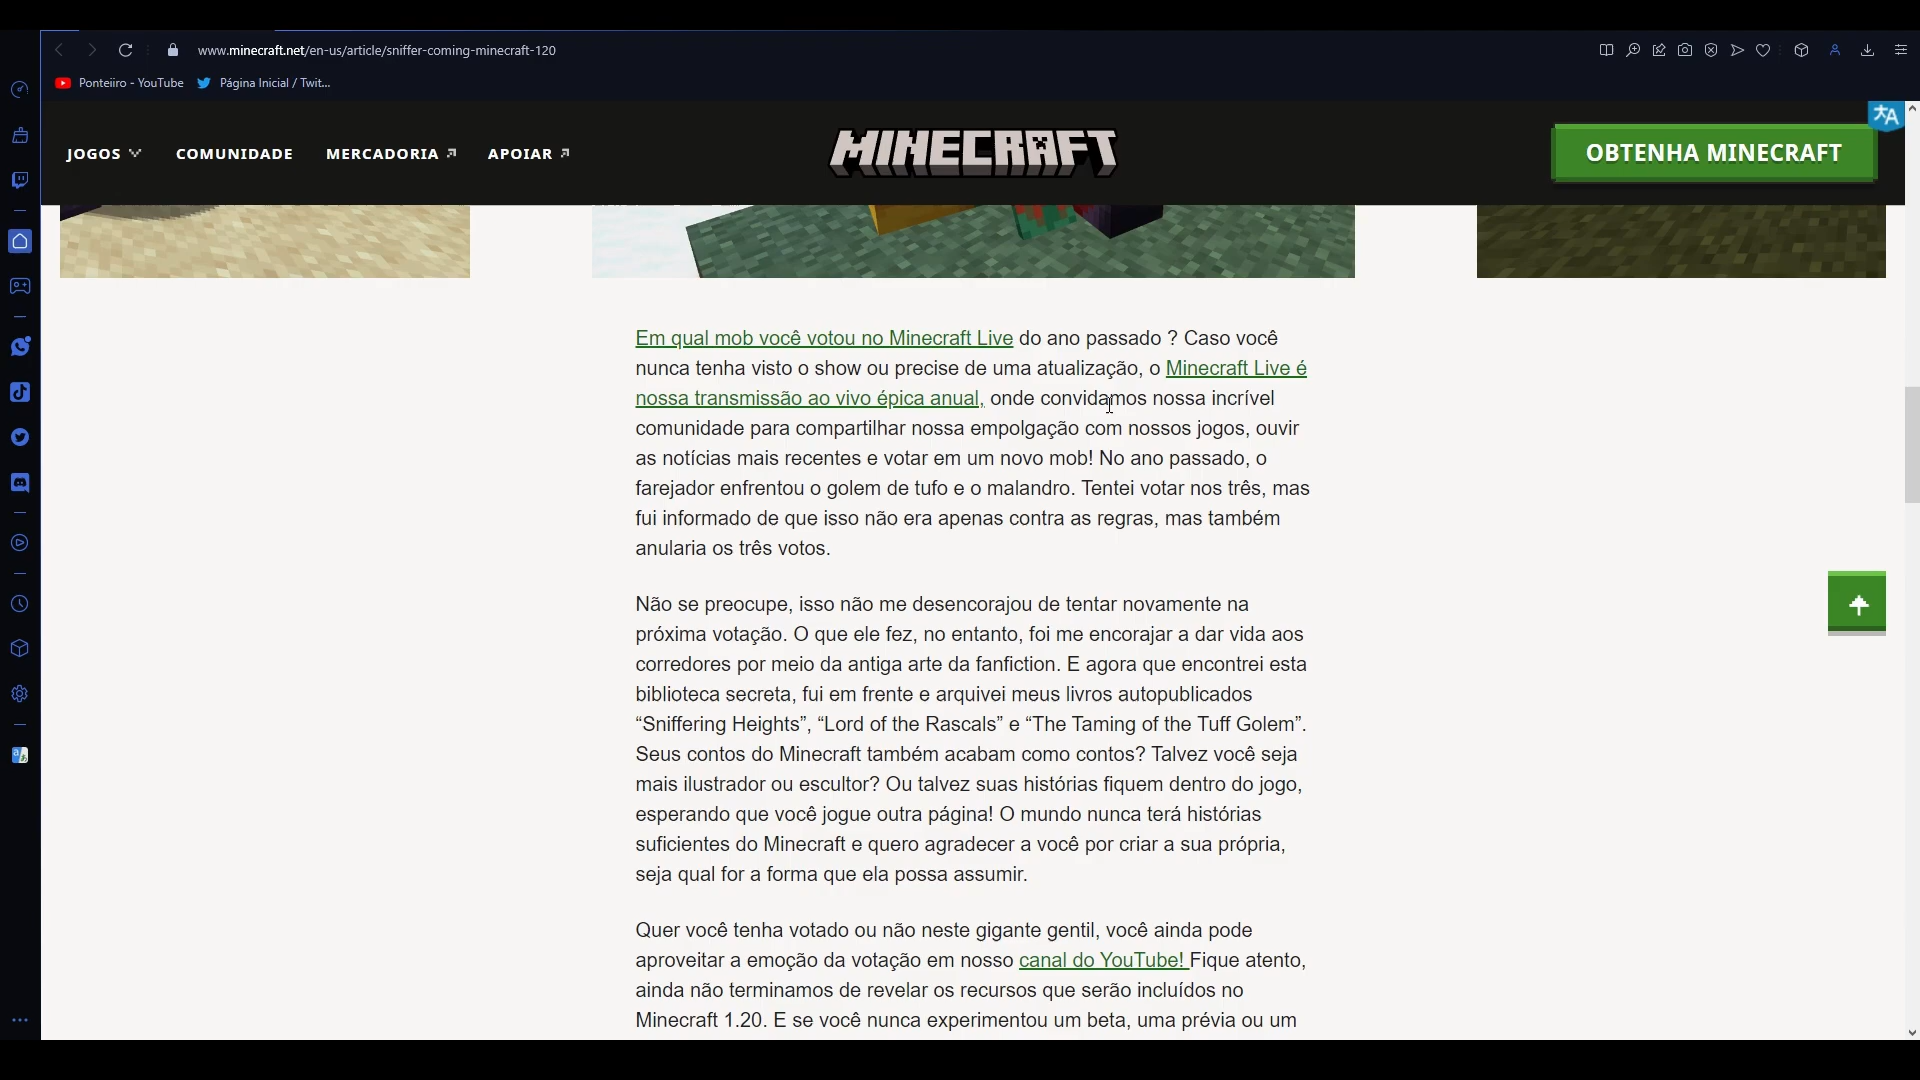 www.minecraft.net/en-us/article/sniffer-coming-minecraft-120
Ponteiiro - YouTube
Página Inicial / Twit...
JOGOS
COMUNIDADE
MERCADORIA
APOIAR
MINECRAFT
OBTENHA MINECRAFT
Em qual mob você votou no Minecraft Live do ano passado ? Caso você
nunca tenha visto o show ou precise de uma atualização, o Minecraft Live é
nossa transmissão ao vivo épica anual, onde convidamos nossa incrível
comunidade para compartilhar nossa empolgação com nossos jogos, ouvir
as notícias mais recentes e votar em um novo mob! No ano passado, o
farejador enfrentou o golem de tufo e o malandro. Tentei votar nos três, mas
fui informado de que isso não era apenas contra as regras, mas também
anularia os três votos.
Não se preocupe, isso não me desencorajou de tentar novamente na
próxima votação. O que ele fez, no entanto, foi me encorajar a dar vida aos
corredores por meio da antiga arte da fanfiction. E agora que encontrei esta
biblioteca secreta, fui em frente e arquivei meus livros autopublicados
“Sniffering Heights”, “Lord of the Rascals” e “The Taming of the Tuff Golem”.
Seus contos do Minecraft também acabam como contos? Talvez você seja
mais ilustrador ou escultor? Ou talvez suas histórias fiquem dentro do jogo,
esperando que você jogue outra página! O mundo nunca terá histórias
suficientes do Minecraft e quero agradecer a você por criar a sua própria,
seja qual for a forma que ela possa assumir.
Quer você tenha votado ou não neste gigante gentil, você ainda pode
aproveitar a emoção da votação em nosso canal do YouTube! Fique atento,
ainda não terminamos de revelar os recursos que serão incluídos no
Minecraft 1.20. E se você nunca experimentou um beta, uma prévia ou um